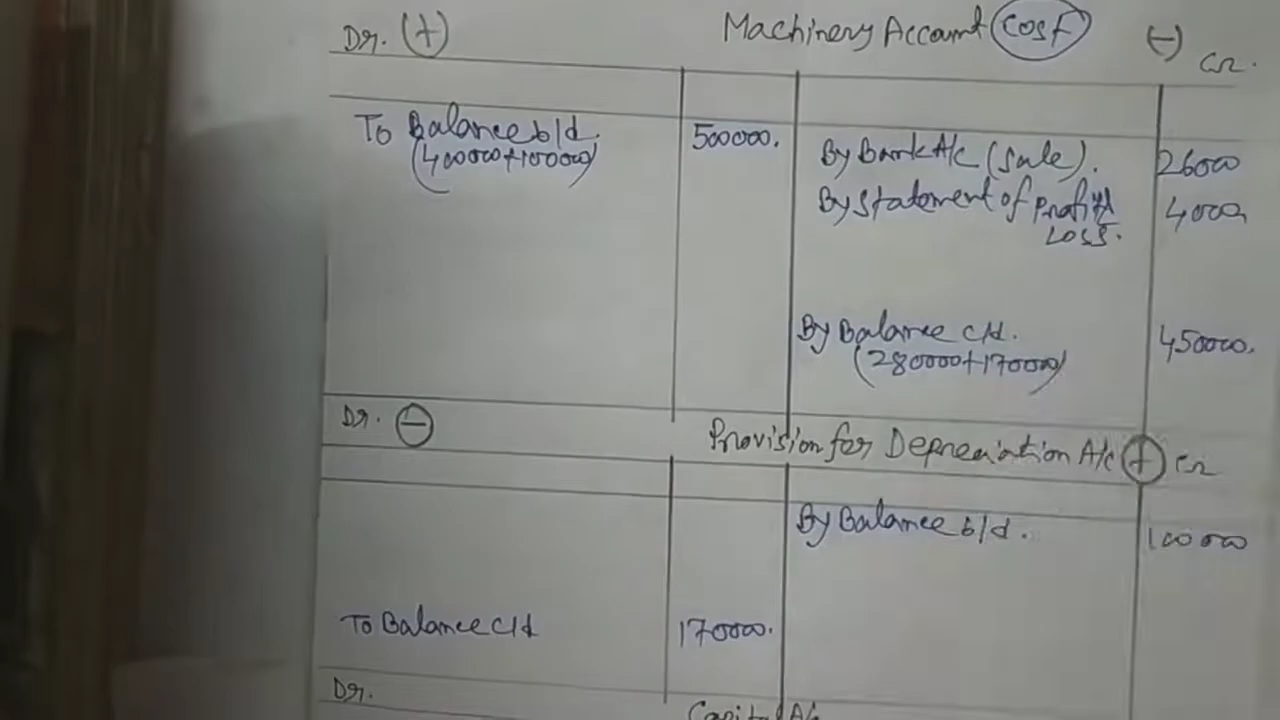 Dr. (+) Machinery Account (Cost) (-) Cr.
To Balance b/d. 500000. By Bank A/c (Sale). 26000
(400000+100000) By Statement of Profit & 4000
Loss.
By Balance c/d. 450000.
(280000+170000)
Dr. (-) Provision for Depreciation A/c (+) Cr
By Balance b/d. 100000
To Balance c/d 170000.
Dr. Capital A/c